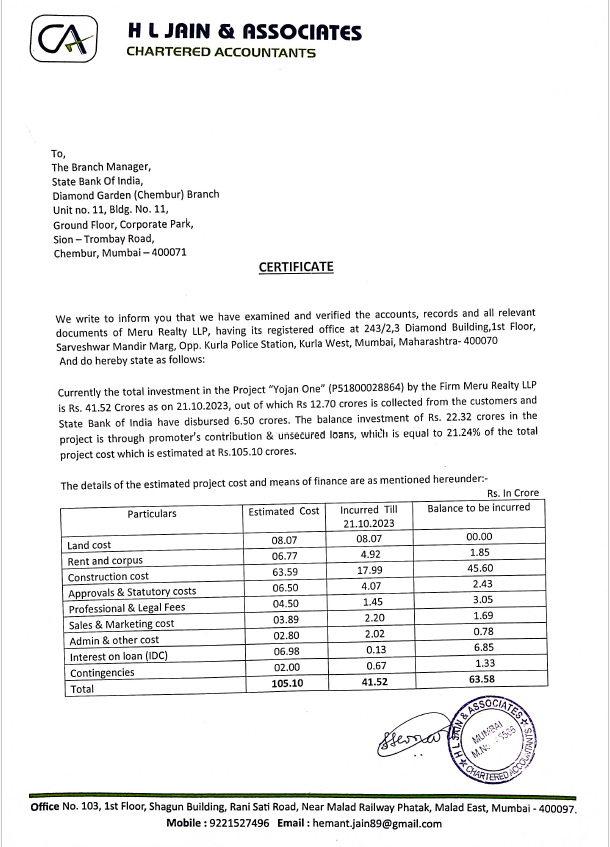 CA
H L JAIN & ASSOCIATES
CHARTERED ACCOUNTANTS
To,
The Branch Manager,
State Bank Of India,
Diamond Garden (Chembur) Branch
Unit no. 11, Bldg. No. 11,
Ground Floor, Corporate Park,
Sion – Trombay Road,
Chembur, Mumbai – 400071
CERTIFICATE
We write to inform you that we have examined and verified the accounts, records and all relevant
documents of Meru Realty LLP, having its registered office at 243/2,3 Diamond Building,1st Floor,
Sarveshwar Mandir Marg, Opp. Kurla Police Station, Kurla West, Mumbai, Maharashtra- 400070
And do hereby state as follows:
Currently the total investment in the Project "Yojan One" (P51800028864) by the Firm Meru Realty LLP
is Rs. 41.52 Crores as on 21.10.2023, out of which Rs 12.70 crores is collected from the customers and
State Bank of India have disbursed 6.50 crores. The balance investment of Rs. 22.32 crores in the
project is through promoter's contribution & unsecured loans, which is equal to 21.24% of the total
project cost which is estimated at Rs.105.10 crores.
The details of the estimated project cost and means of finance are as mentioned hereunder:-
Rs. In Crore
Particulars Estimated Cost Incurred Till 21.10.2023 Balance to be incurred
Land cost 08.07 08.07 00.00
Rent and corpus 06.77 4.92 1.85
Construction cost 63.59 17.99 45.60
Approvals & Statutory costs 06.50 4.07 2.43
Professional & Legal Fees 04.50 1.45 3.05
Sales & Marketing cost 03.89 2.20 1.69
Admin & other cost 02.80 2.02 0.78
Interest on loan (IDC) 06.98 0.13 6.85
Contingencies 02.00 0.67 1.33
Total 105.10 41.52 63.58
H L JAIN & ASSOCIATES
MUMBAI
M.No.
CHARTERED ACCOUNTANTS
Office No. 103, 1st Floor, Shagun Building, Rani Sati Road, Near Malad Railway Phatak, Malad East, Mumbai - 400097.
Mobile : 9221527496 Email : hemant.jain89@gmail.com